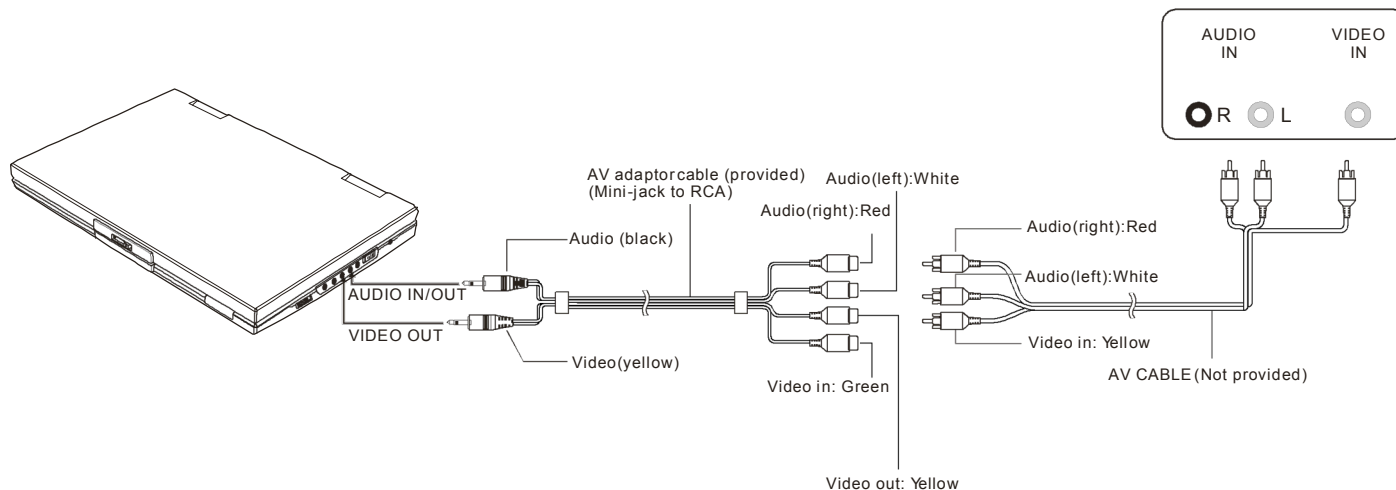 AUDIO
IN
VIDEO
IN
R
L
AV adaptorcable (provided)
(Mini-jack to RCA)
Audio(left):White
Audio(right):Red
Audio (black)
AUDIO IN/OUT
VIDEO OUT
Video(yellow)
Video in: Green
Video out: Yellow
Audio(right):Red
Audio(left):White
Video in: Yellow
AV CABLE(Not provided)